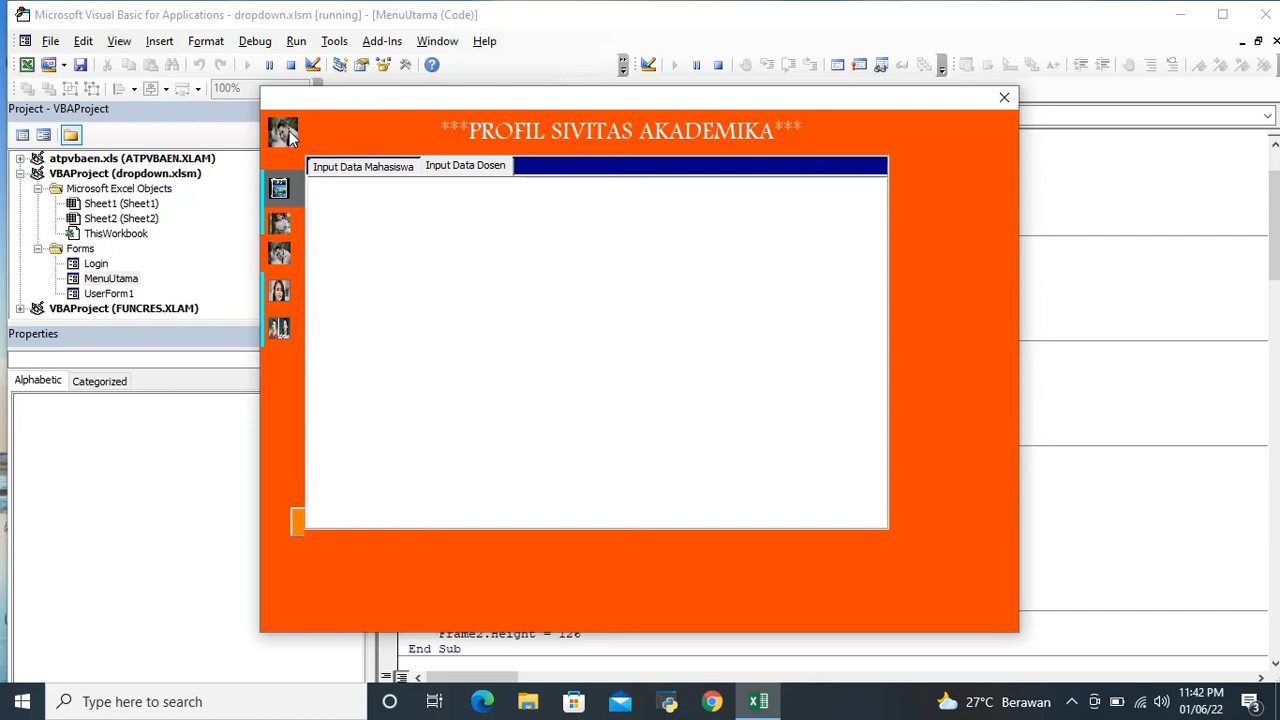 Microsoft Visual Basic for Applications - dropdown.xlsm [running] - [MenuUtama (Code)]
File Edit View Insert Format Debug Run Tools Add-Ins Window Help
100%
Project - VBAProject
***PROFIL SIVITAS AKADEMIKA***
Input Data Mahasiswa Input Data Dosen
atpvbaen.xls (ATPVBAEN.XLAM)
VBAProject (dropdown.xlsm)
Microsoft Excel Objects
Sheet1 (Sheet1)
Sheet2 (Sheet2)
ThisWorkbook
Forms
Login
MenuUtama
UserForm1
VBAProject (FUNCRES.XLAM)
Properties
Alphabetic Categorized
Frame2.Height = 126
End Sub
Type here to search
27°C Berawan
11:42 PM
01/06/22
3